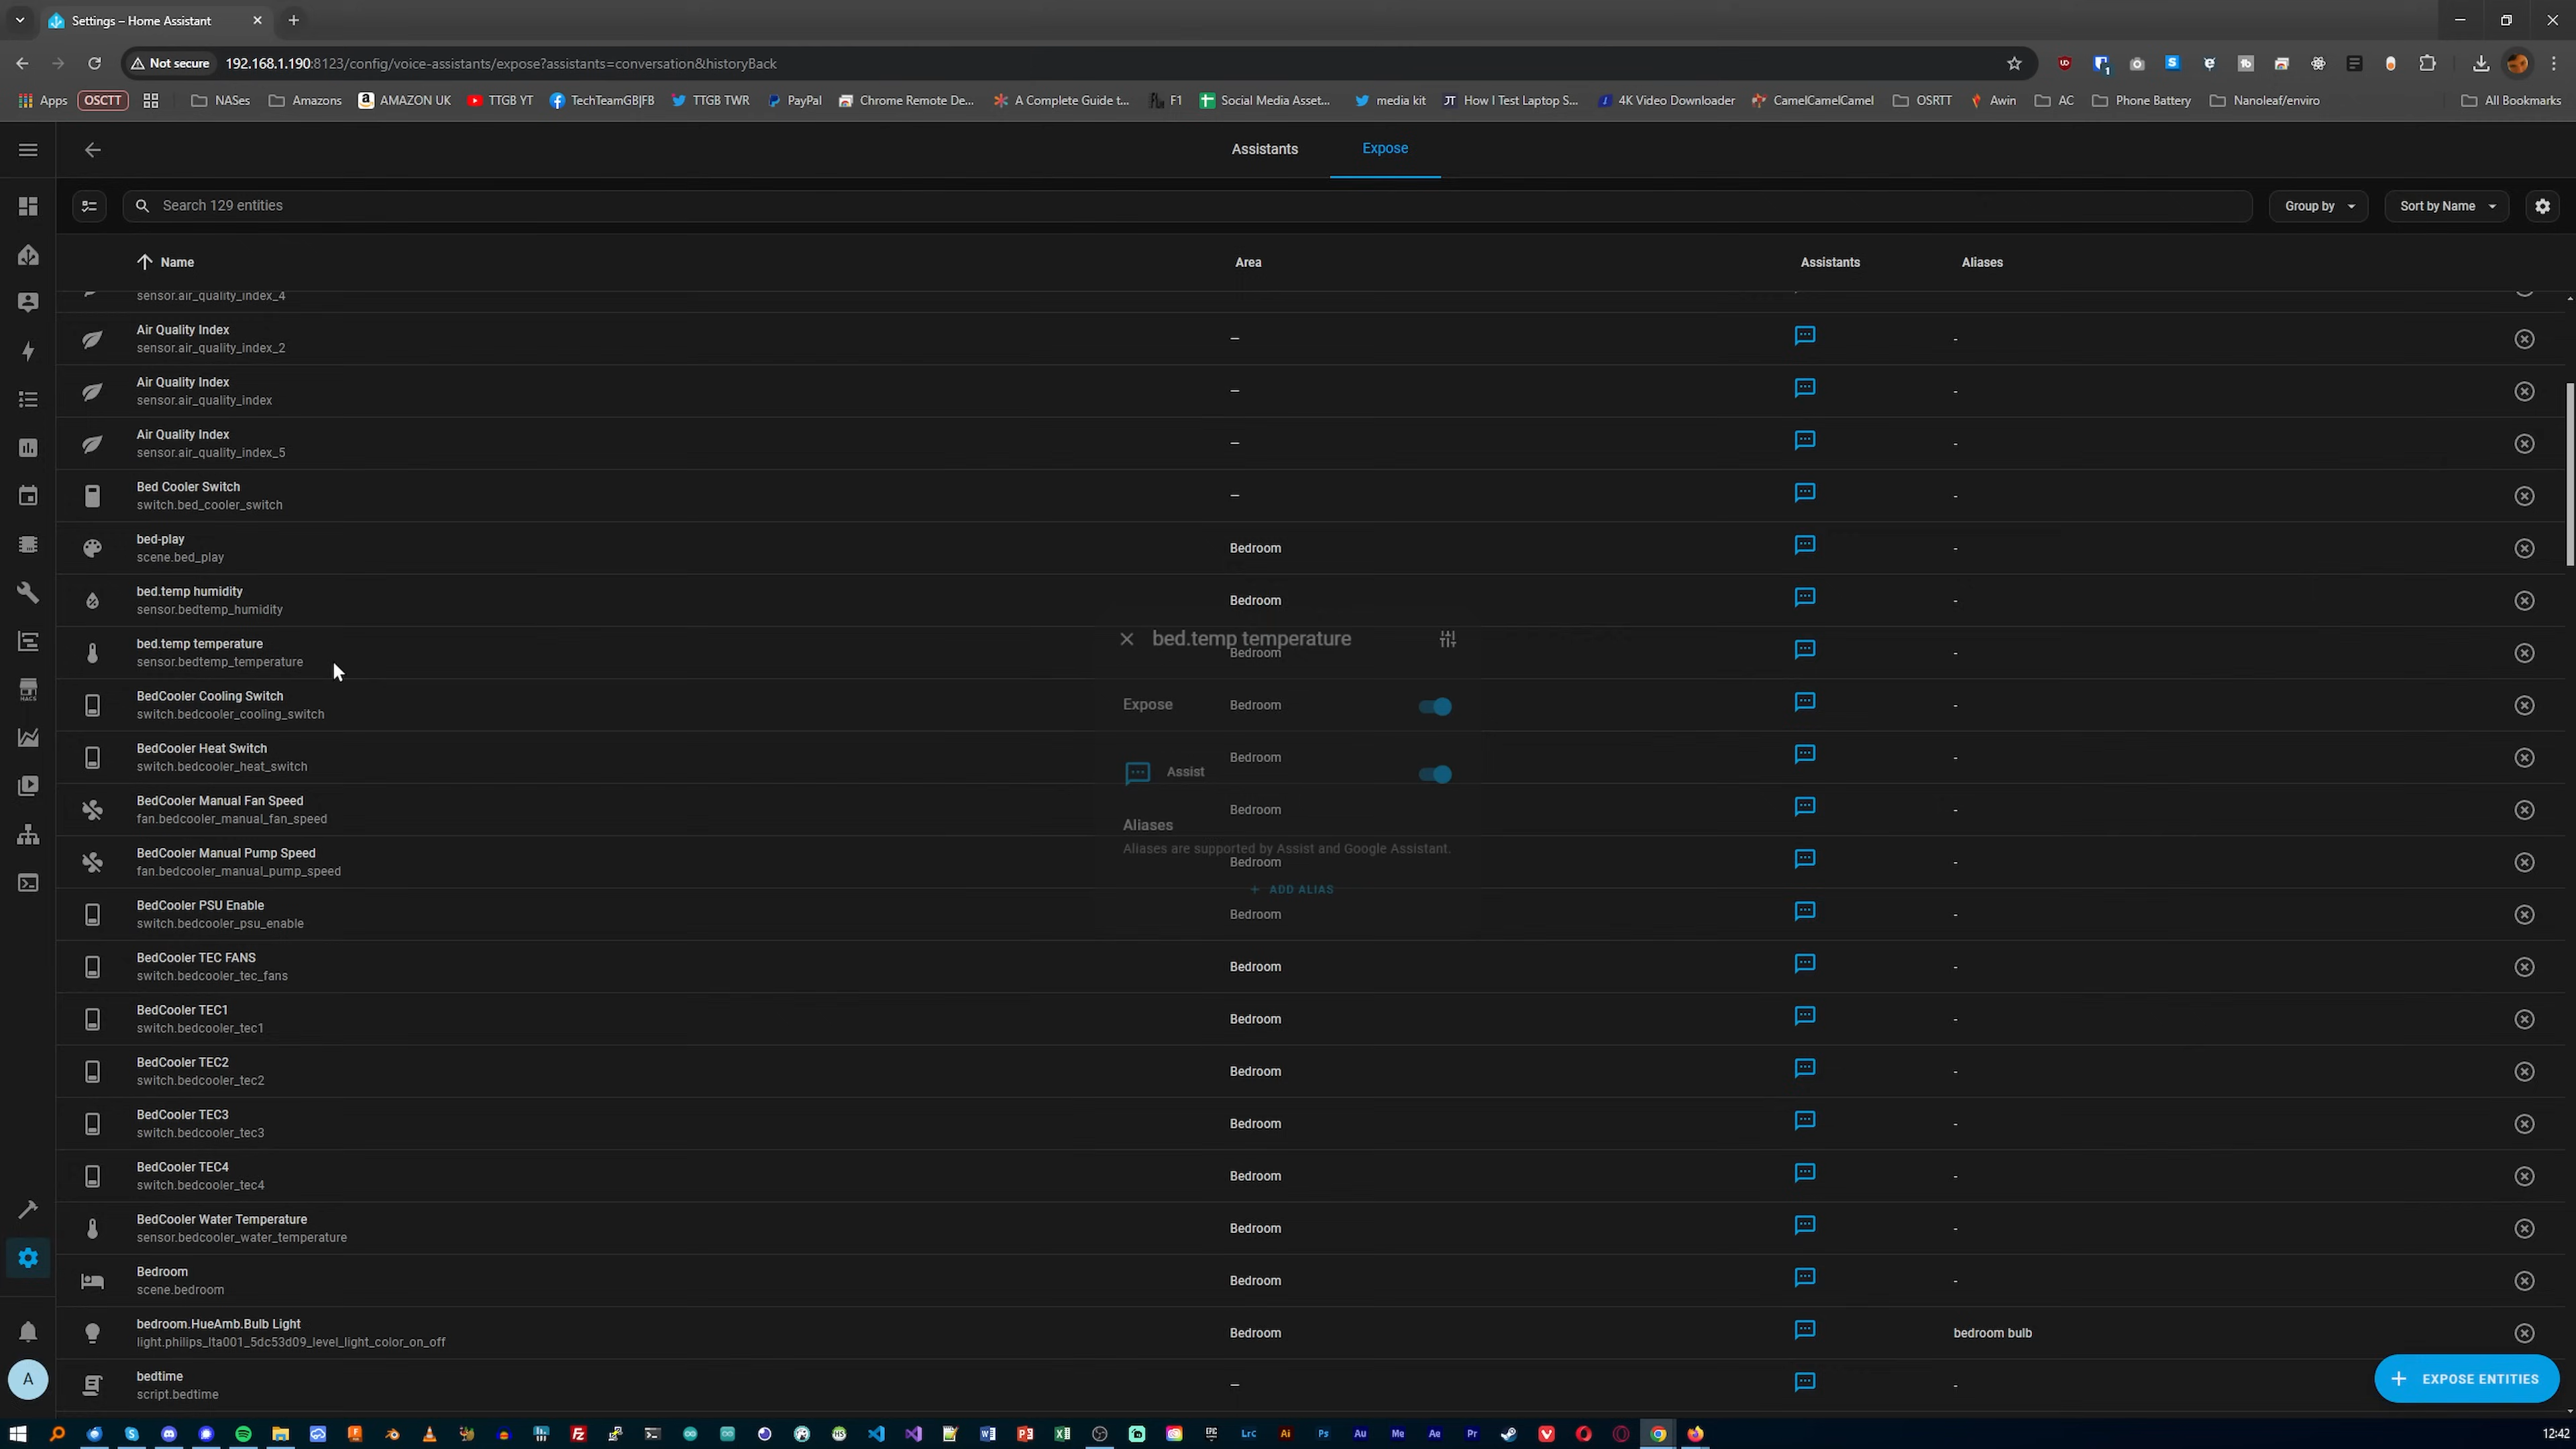 Settings – Home Assistant
Not secure 192.168.1.190:8123/config/voice-assistants/expose?assistants=conversation&historyBack
Apps OSCTT NASes Amazons AMAZON UK TTGB YT TechTeamGB|FB TTGB TWR PayPal Chrome Remote De... A Complete Guide t... F1 Social Media Asset... media kit How I Test Laptop S... 4K Video Downloader CamelCamelCamel OSRTT Awin AC Phone Battery Nanoleaf/enviro All Bookmarks
Assistants Expose
Search 129 entities Group by Sort by Name
Name Area Assistants Aliases
sensor.air_quality_index_4
Air Quality Index
sensor.air_quality_index_2 – -
Air Quality Index
sensor.air_quality_index – -
Air Quality Index
sensor.air_quality_index_5 – -
Bed Cooler Switch
switch.bed_cooler_switch – -
bed-play
scene.bed_play Bedroom -
bed.temp humidity
sensor.bedtemp_humidity Bedroom -
bed.temp temperature
sensor.bedtemp_temperature Bedroom -
BedCooler Cooling Switch
switch.bedcooler_cooling_switch Bedroom -
BedCooler Heat Switch
switch.bedcooler_heat_switch Bedroom -
BedCooler Manual Fan Speed
fan.bedcooler_manual_fan_speed Bedroom -
BedCooler Manual Pump Speed
fan.bedcooler_manual_pump_speed Bedroom -
BedCooler PSU Enable
switch.bedcooler_psu_enable Bedroom -
BedCooler TEC FANS
switch.bedcooler_tec_fans Bedroom -
BedCooler TEC1
switch.bedcooler_tec1 Bedroom -
BedCooler TEC2
switch.bedcooler_tec2 Bedroom -
BedCooler TEC3
switch.bedcooler_tec3 Bedroom -
BedCooler TEC4
switch.bedcooler_tec4 Bedroom -
BedCooler Water Temperature
sensor.bedcooler_water_temperature Bedroom -
Bedroom
scene.bedroom Bedroom -
bedroom.HueAmb.Bulb Light
light.philips_lta001_5dc53d09_level_light_color_on_off Bedroom bedroom bulb
bedtime
script.bedtime – -
bed.temp temperature
Expose
Assist
Aliases
Aliases are supported by Assist and Google Assistant.
+ ADD ALIAS
HACS
A
+ EXPOSE ENTITIES
12:42